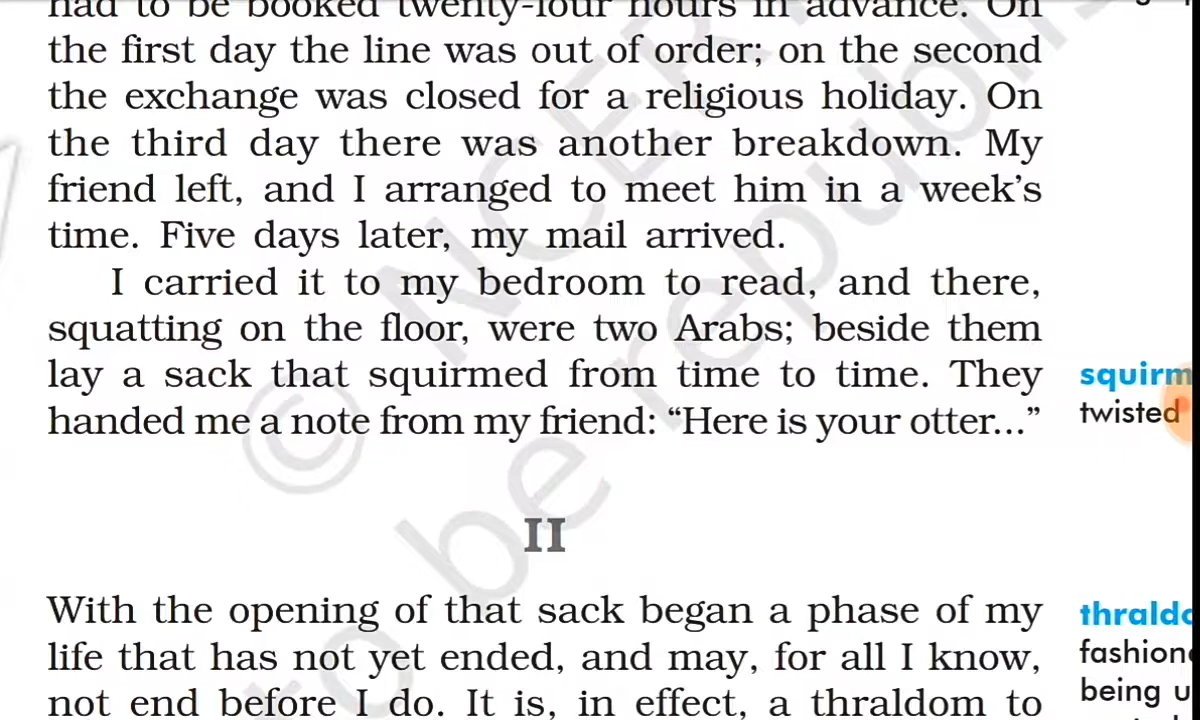 had to be booked twenty-four hours in advance. On
the first day the line was out of order; on the second
the exchange was closed for a religious holiday. On
the third day there was another breakdown. My
friend left, and I arranged to meet him in a week's
time. Five days later, my mail arrived.
I carried it to my bedroom to read, and there,
squatting on the floor, were two Arabs; beside them
lay a sack that squirmed from time to time. They
handed me a note from my friend: “Here is your otter...”
squirm
twisted
II
With the opening of that sack began a phase of my
life that has not yet ended, and may, for all I know,
not end before I do. It is, in effect, a thraldom to
thraldo
fashion
being u
© NCER
be republis
to be